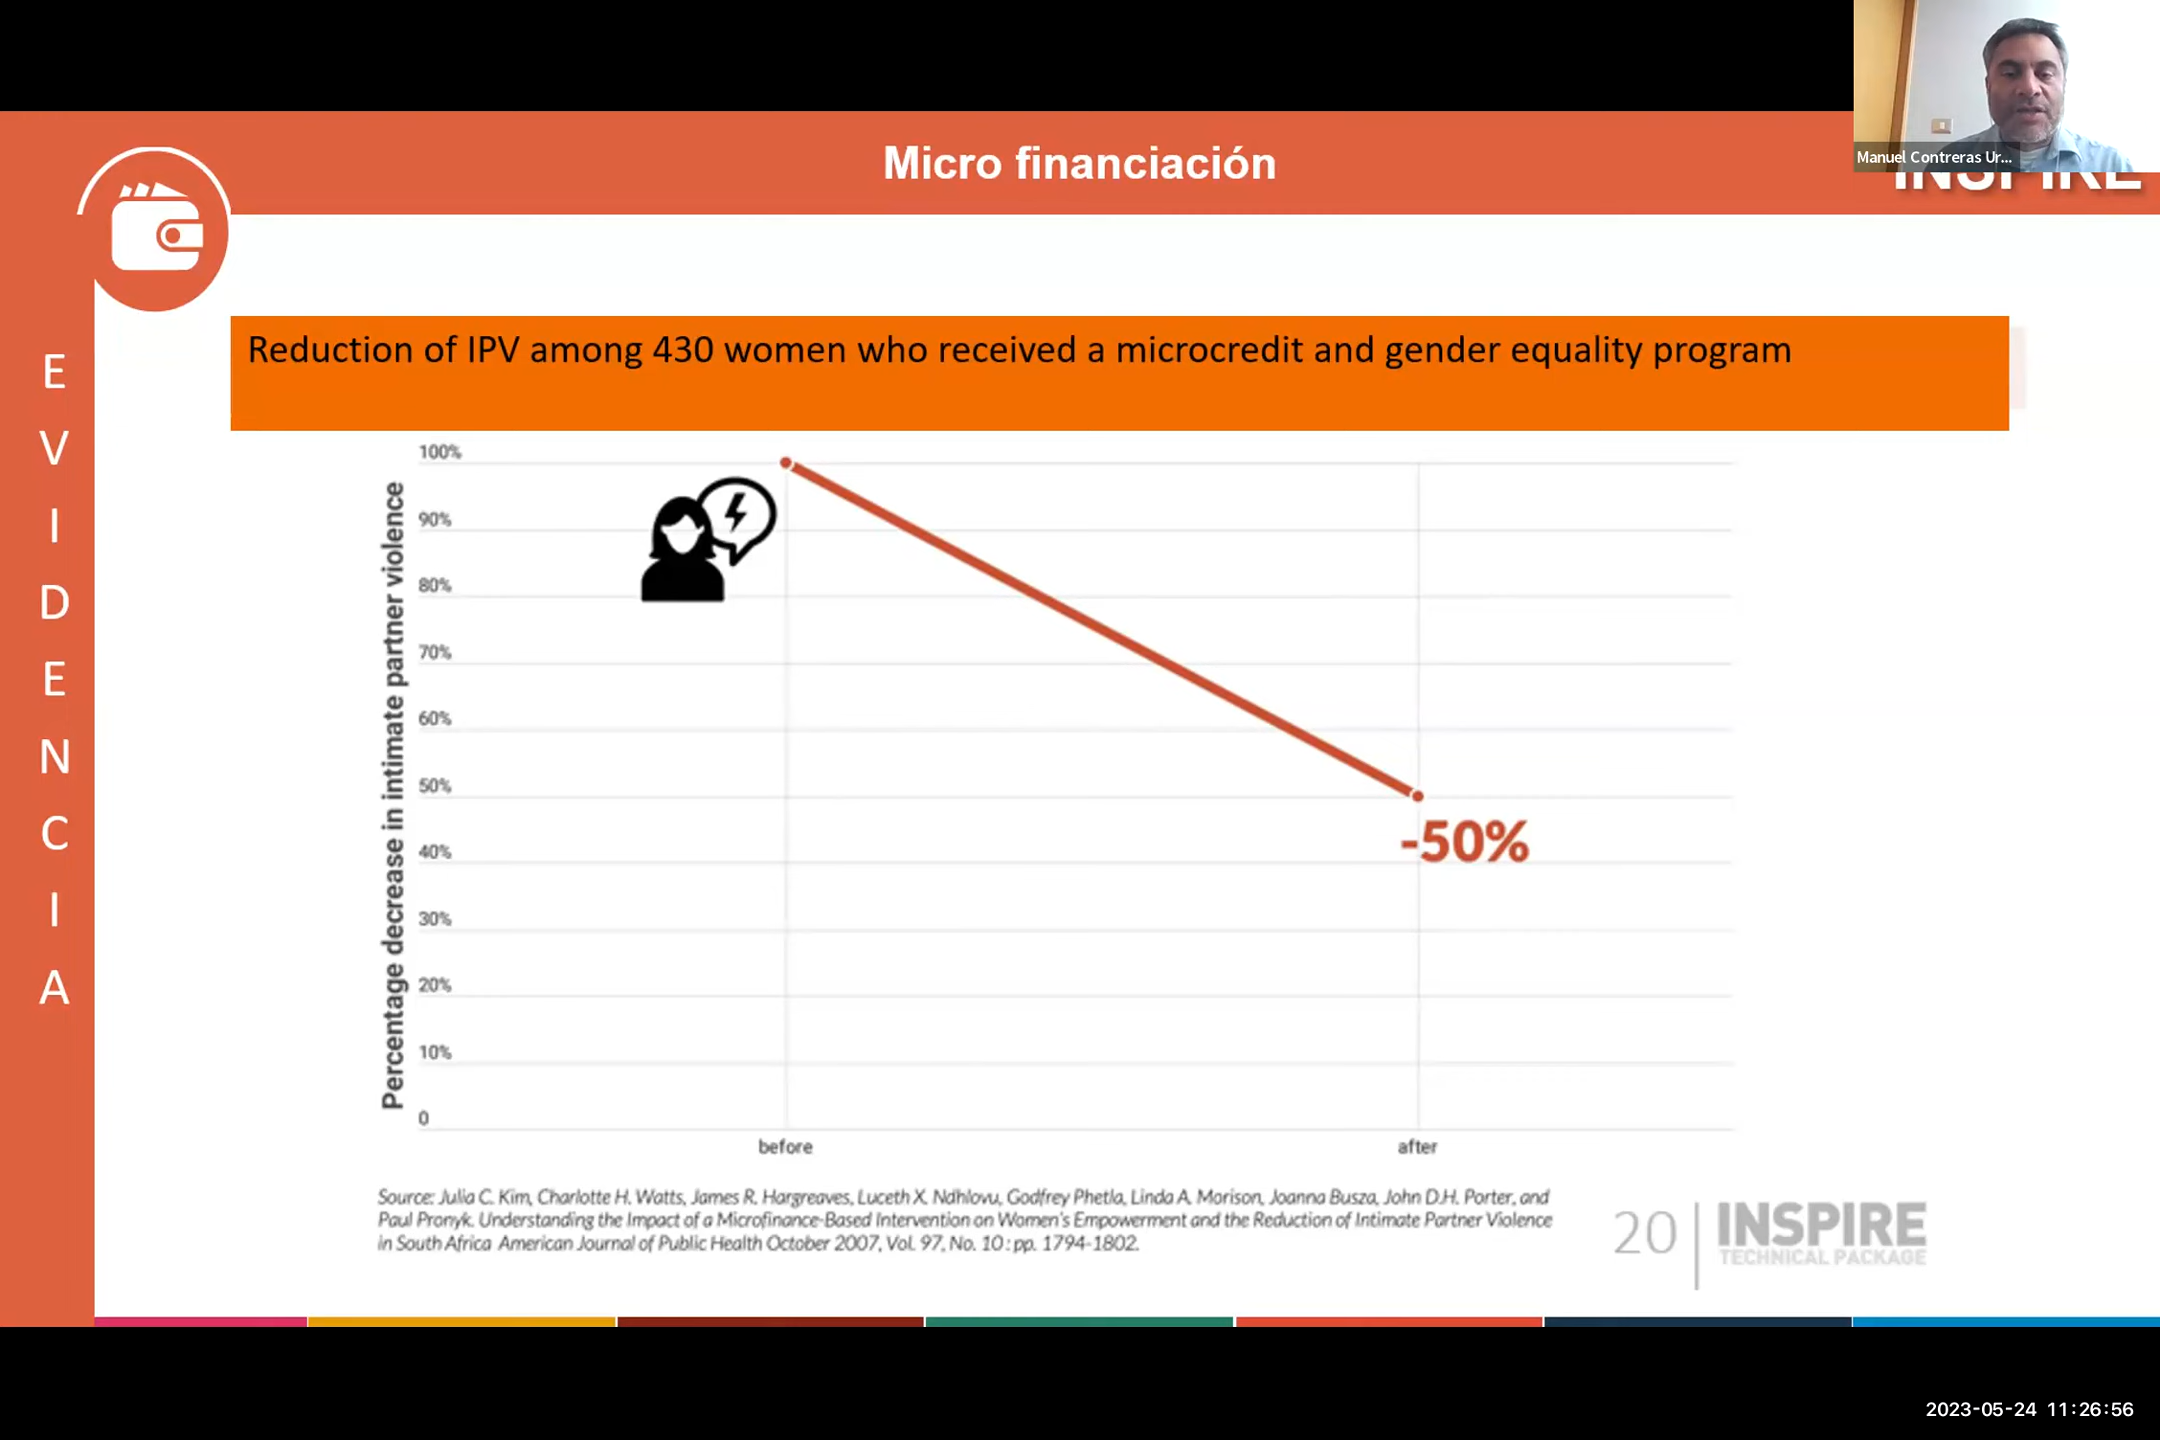 Manuel Contreras Ur...
Micro financiación
INSPIRE
EVIDENCIA
Reduction of IPV among 430 women who received a microcredit and gender equality program
Percentage decrease in intimate partner violence
100%
90%
80%
70%
60%
50%
40%
30%
20%
10%
0
-50%
before
after
Source: Julia C. Kim, Charlotte H. Watts, James R. Hargreaves, Luceth X. Ndhlovu, Godfrey Phetla, Linda A. Morison, Joanna Busza, John D.H. Porter, and
Paul Pronyk. Understanding the Impact of a Microfinance-Based Intervention on Women's Empowerment and the Reduction of Intimate Partner Violence
in South Africa American Journal of Public Health October 2007, Vol. 97, No. 10: pp. 1794-1802.
20
INSPIRE
TECHNICAL PACKAGE
2023-05-24 11:26:56